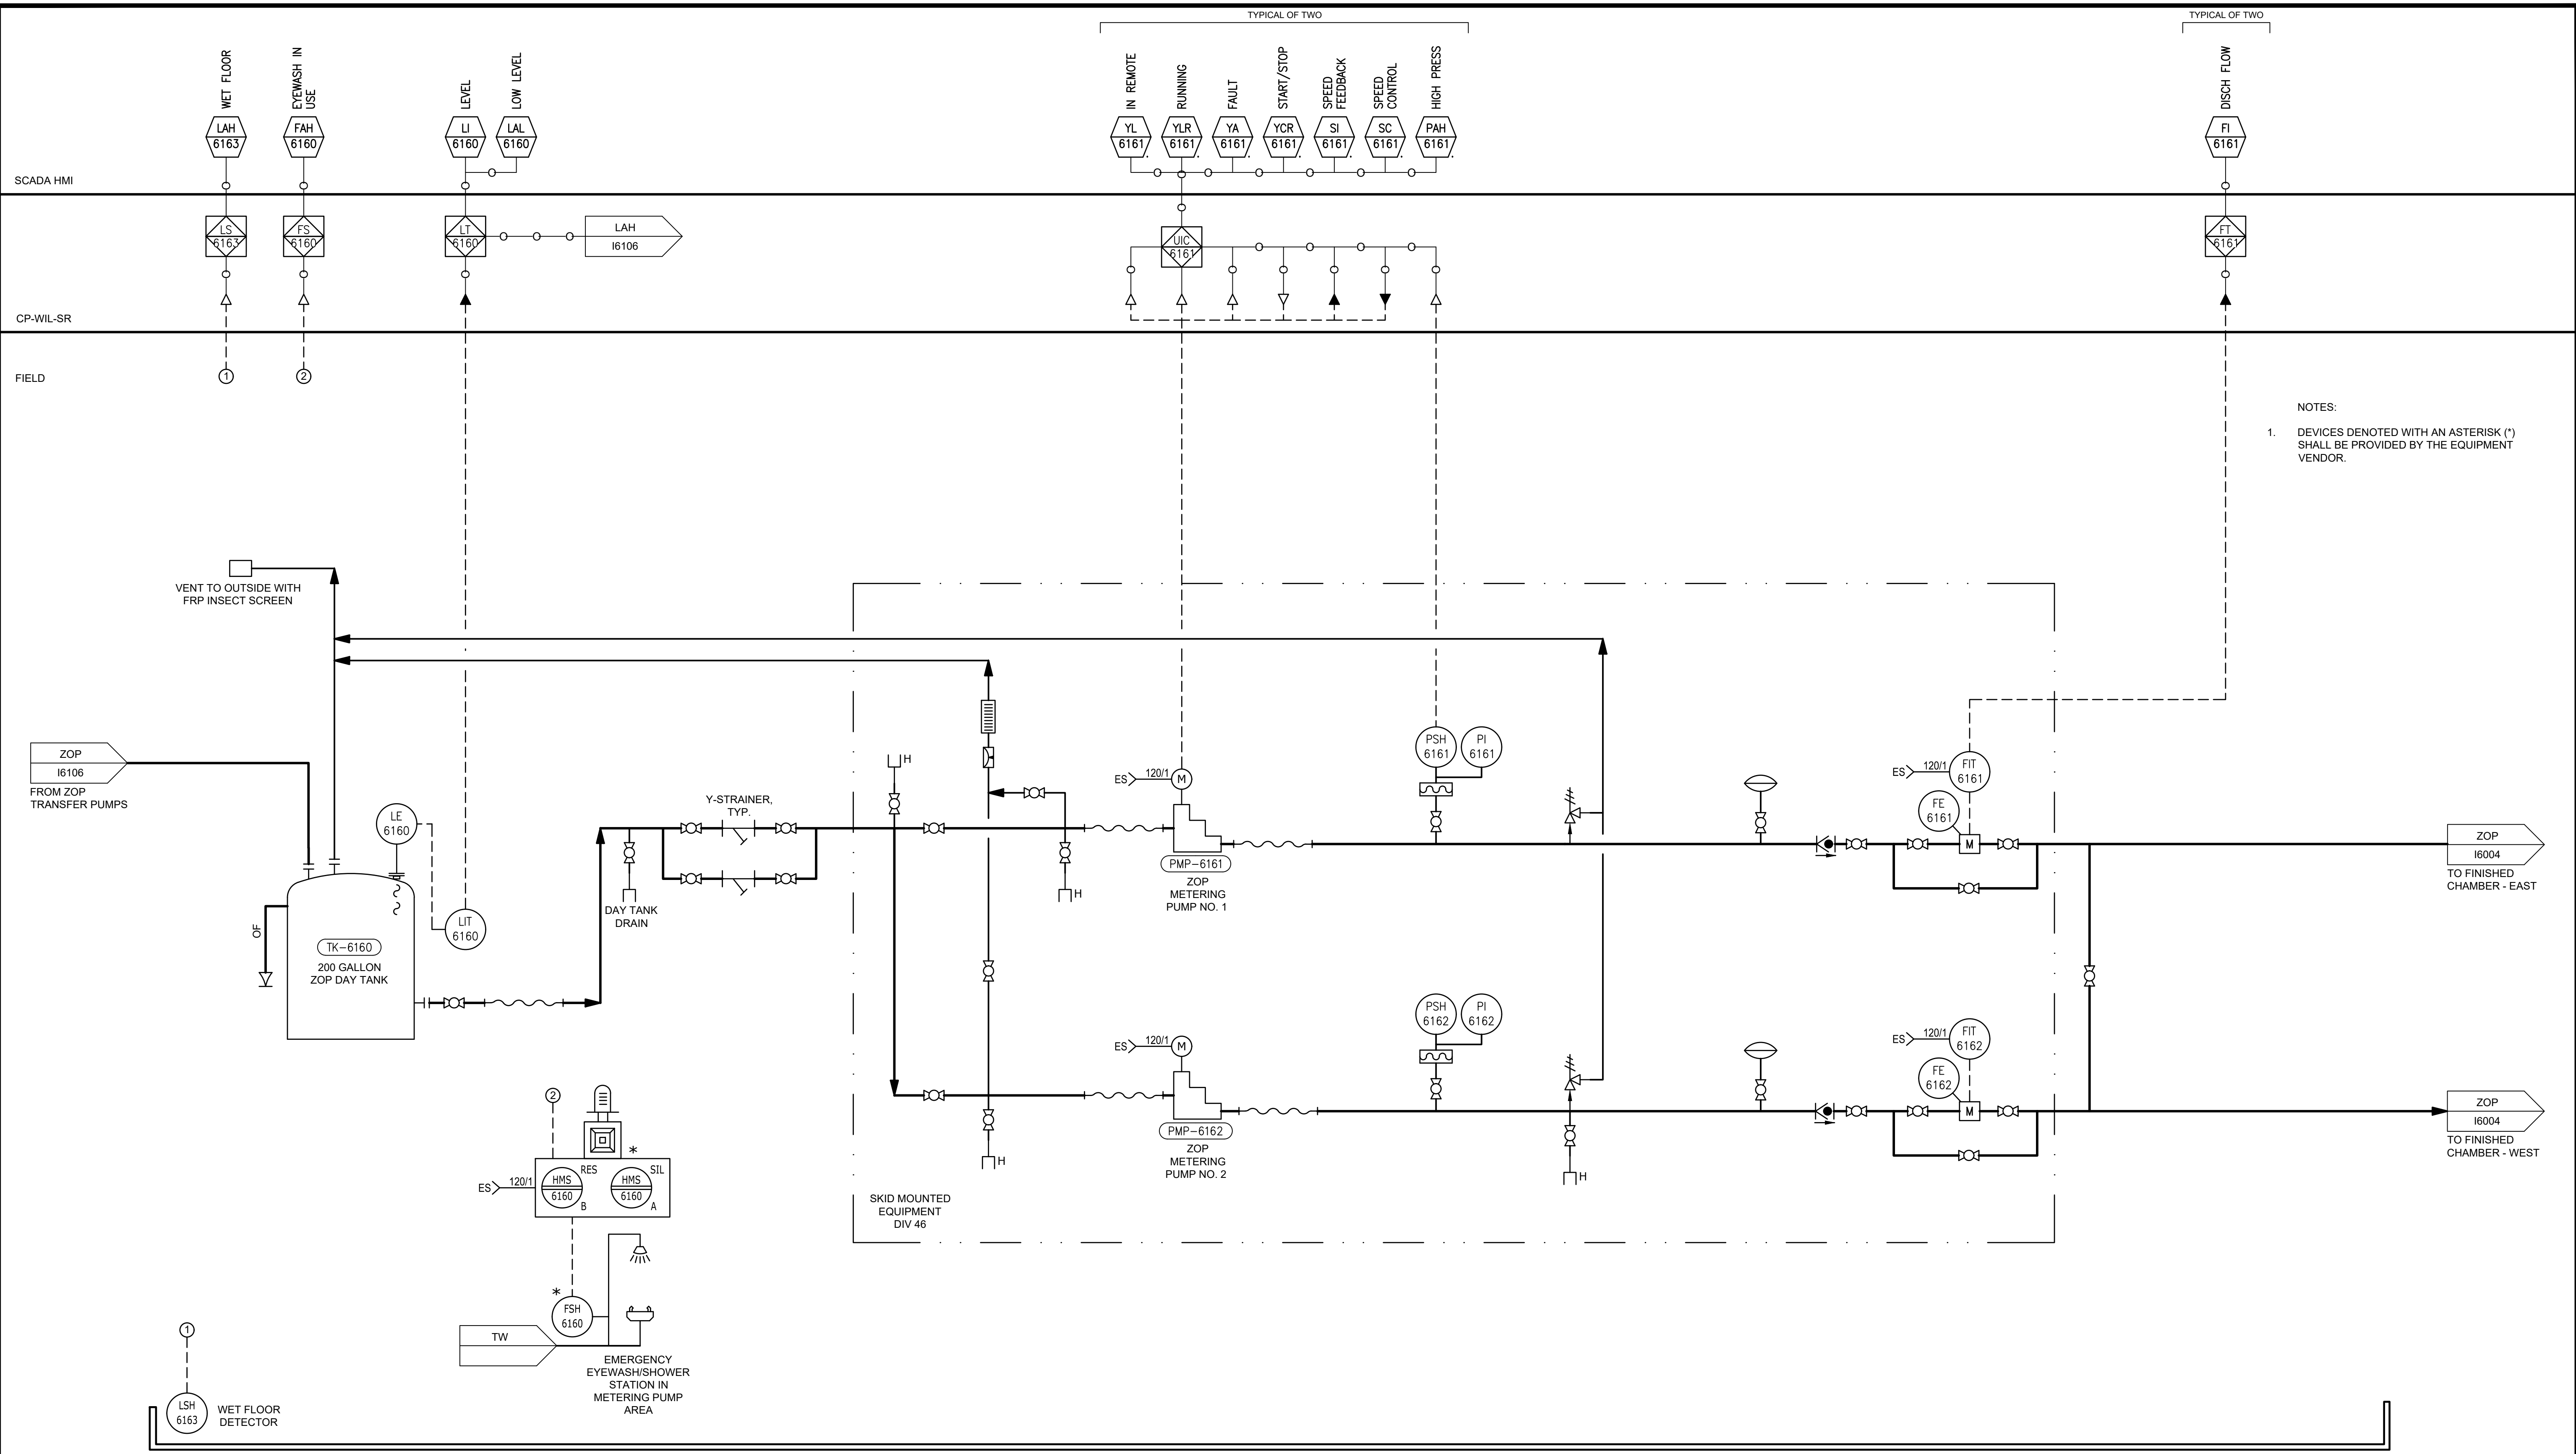 TYPICAL OF TWO
TYPICAL OF TWO
WET FLOOR
EYEWASH IN
USE
LEVEL
LOW LEVEL
IN REMOTE
RUNNING
FAULT
START/STOP
SPEED
FEEDBACK
SPEED
CONTROL
HIGH PRESS
DISCH FLOW
LAH
6163
FAH
6160
LI
6160
LAL
6160
YL
6161
YLR
6161
YA
6161
YCR
6161
SI
6161
SC
6161
PAH
6161
FI
6161
SCADA HMI
LS
6163
FS
6160
LT
6160
LAH
I6106
UIC
6161
FT
6161
CP-WIL-SR
FIELD
1
2
NOTES:
1. DEVICES DENOTED WITH AN ASTERISK (*)
SHALL BE PROVIDED BY THE EQUIPMENT
VENDOR.
VENT TO OUTSIDE WITH
FRP INSECT SCREEN
ZOP
I6106
FROM ZOP
TRANSFER PUMPS
LE
6160
LIT
6160
OF
TK-6160
200 GALLON
ZOP DAY TANK
Y-STRAINER,
TYP.
DAY TANK
DRAIN
H
H
ES 120/1 M
PMP-6161
ZOP
METERING
PUMP NO. 1
PSH
6161
PI
6161
ES 120/1
FIT
6161
FE
6161
M
ZOP
I6004
TO FINISHED
CHAMBER - EAST
H
ES 120/1 M
PMP-6162
ZOP
METERING
PUMP NO. 2
PSH
6162
PI
6162
H
ES 120/1
FIT
6162
FE
6162
M
ZOP
I6004
TO FINISHED
CHAMBER - WEST
SKID MOUNTED
EQUIPMENT
DIV 46
2
*
ES 120/1
HMS
6160
RES
B
HMS
6160
SIL
A
*
FSH
6160
TW
EMERGENCY
EYEWASH/SHOWER
STATION IN
METERING PUMP
AREA
1
LSH
6163
WET FLOOR
DETECTOR